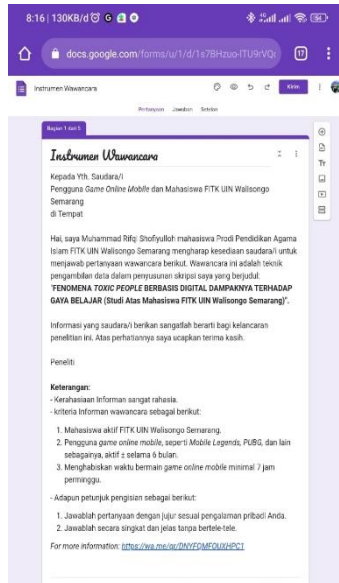 8:16 | 130KB/d
docs.google.com/forms/u/1/d/1s7BHzuo-ITU9rVQ
17
Instrumen Wawancara
Kirim
Pertanyaan Jawaban Setelan
Bagian 1 dari 5
Instrumen Wawancara
Kepada Yth. Saudara/i
Pengguna Game Online Mobile dan Mahasiswa FITK UIN Walisongo
Semarang
di Tempat
Hai, saya Muhammad Rifqi Shofiyulloh mahasiswa Prodi Pendidikan Agama
Islam FITK UIN Walisongo Semarang mengharap kesediaan saudara/i untuk
menjawab pertanyaan wawancara berikut. Wawancara ini adalah teknik
pengambilan data dalam penyusunan skripsi saya yang berjudul:
"FENOMENA TOXIC PEOPLE BERBASIS DIGITAL DAMPAKNYA TERHADAP
GAYA BELAJAR (Studi Atas Mahasiswa FITK UIN Walisongo Semarang)".
Informasi yang saudara/i berikan sangatlah berarti bagi kelancaran
penelitian ini. Atas perhatiannya saya ucapkan terima kasih.
Peneliti
Keterangan:
- Kerahasiaan Informan sangat rahasia.
- kriteria Informan wawancara sebagai berikut:
1. Mahasiswa aktif FITK UIN Walisongo Semarang.
2. Pengguna game online mobile, seperti Mobile Legends, PUBG, dan lain
sebagainya, aktif ± selama 6 bulan.
3. Menghabiskan waktu bermain game online mobile minimal 7 jam
perminggu.
- Adapun petunjuk pengisian sebagai berikut:
1. Jawablah pertanyaan dengan jujur sesuai pengalaman pribadi Anda.
2. Jawablah secara singkat dan jelas tanpa bertele-tele.
For more information: https://wa.me/qr/DNYFQMFOUXHPC1